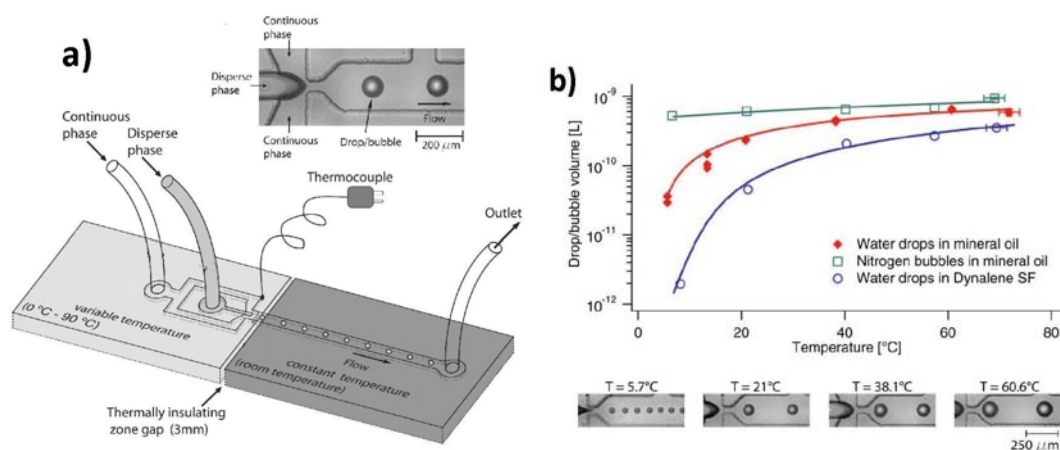 a)
Continuous
phase
Disperse
phase
Continuous
phase
Drop/bubble
Flow
200 μm
Continuous
phase
Disperse
phase
Thermocouple
Outlet
variable temperature
(0 °C - 90 °C)
Flow
constant temperature
(room temperature)
Thermally insulating
zone gap (3mm)
b)
Drop/bubble volume [L]
10-9
10-10
10-11
10-12
Water drops in mineral oil
Nitrogen bubbles in mineral oil
Water drops in Dynalene SF
0
20
40
60
80
Temperature [°C]
T = 5.7°C
T = 21°C
T = 38.1°C
T = 60.6°C
250 μm